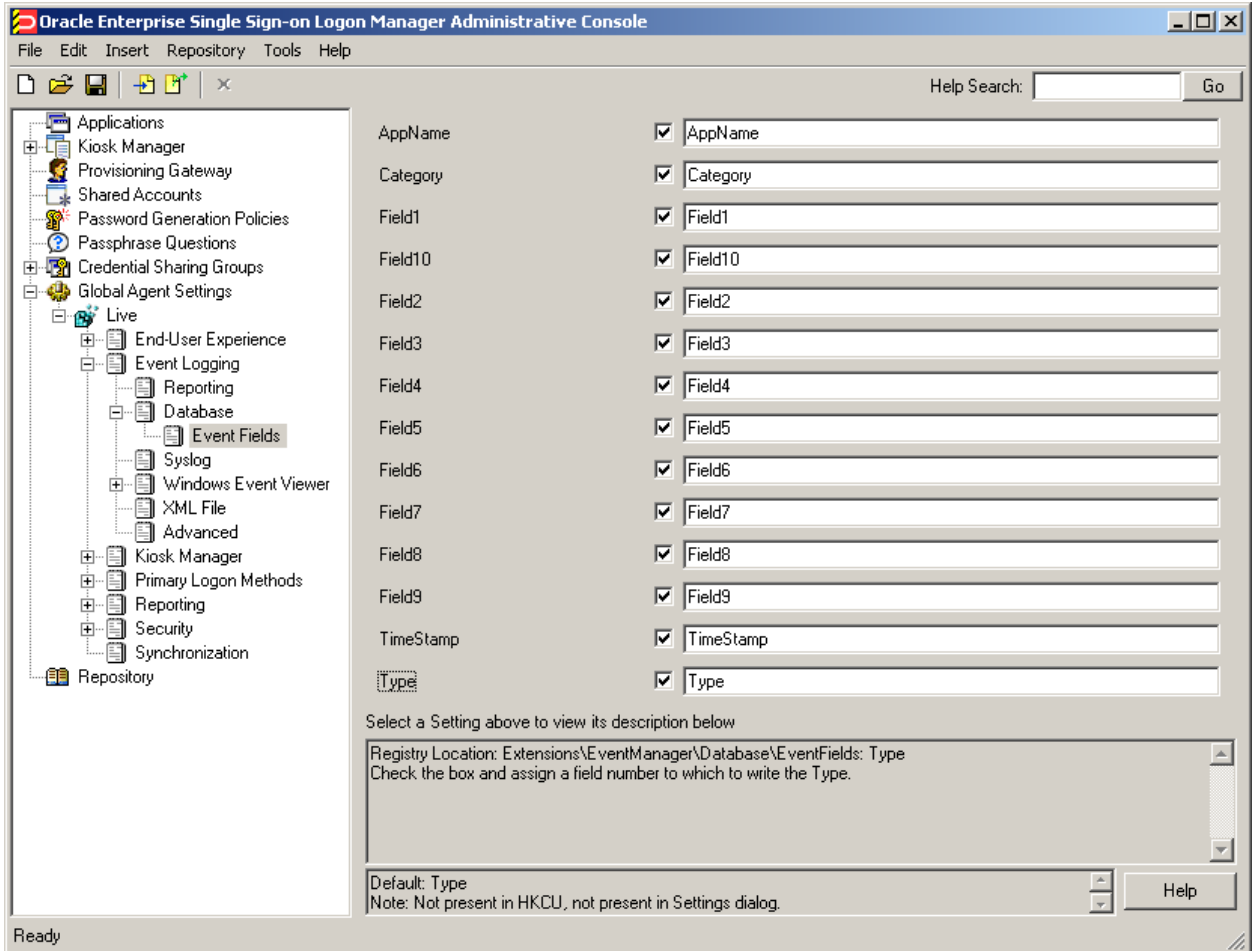 Oracle Enterprise Single Sign-on Logon Manager Administrative Console
File Edit Insert Repository Tools Help
Help Search: Go
Applications
Kiosk Manager
Provisioning Gateway
Shared Accounts
Password Generation Policies
Passphrase Questions
Credential Sharing Groups
Global Agent Settings
Live
End-User Experience
Event Logging
Reporting
Database
Event Fields
Syslog
Windows Event Viewer
XML File
Advanced
Kiosk Manager
Primary Logon Methods
Reporting
Security
Synchronization
Repository
AppName AppName
Category Category
Field1 Field1
Field10 Field10
Field2 Field2
Field3 Field3
Field4 Field4
Field5 Field5
Field6 Field6
Field7 Field7
Field8 Field8
Field9 Field9
TimeStamp TimeStamp
Type Type
Select a Setting above to view its description below
Registry Location: Extensions\EventManager\Database\EventFields: Type
Check the box and assign a field number to which to write the Type.
Default: Type
Note: Not present in HKCU, not present in Settings dialog.
Help
Ready